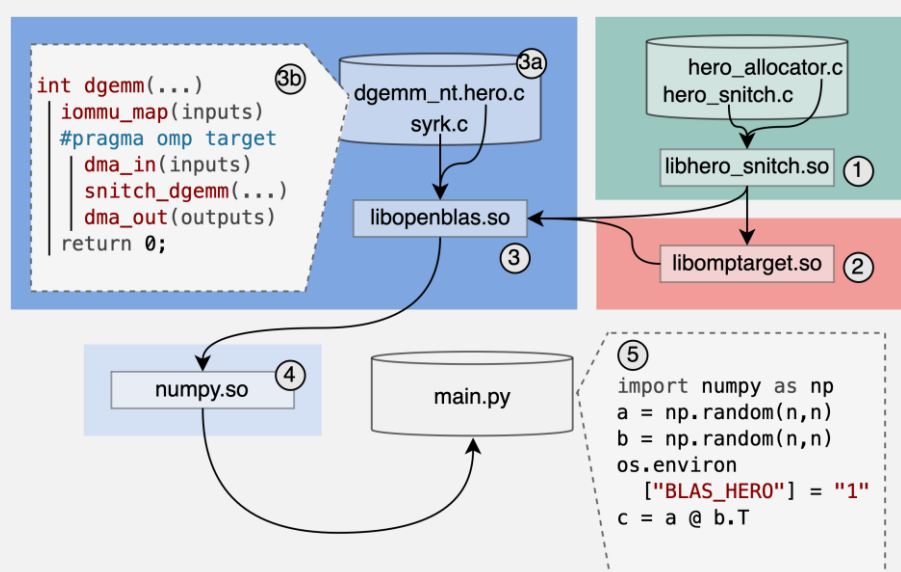 int dgemm(...)
iommu_map(inputs)
#pragma omp target
dma_in(inputs)
snitch_dgemm(...)
dma_out(outputs)
return 0;
3b
3a
dgemm_nt.hero.c
syrk.c
libopenblas.so
3
hero_allocator.c
hero_snitch.c
libhero_snitch.so
1
libomptarget.so
2
numpy.so
4
main.py
5
import numpy as np
a = np.random(n,n)
b = np.random(n,n)
os.environ
["BLAS_HERO"] = "1"
c = a @ b.T